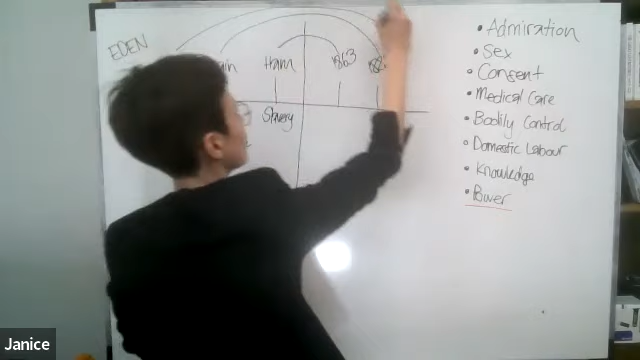 EDEN
Ham
1863
Slavery
• Admiration
• Sex
• Consent
• Medical Care
• Bodily Control
• Domestic Labour
• Knowledge
• Power
Janice